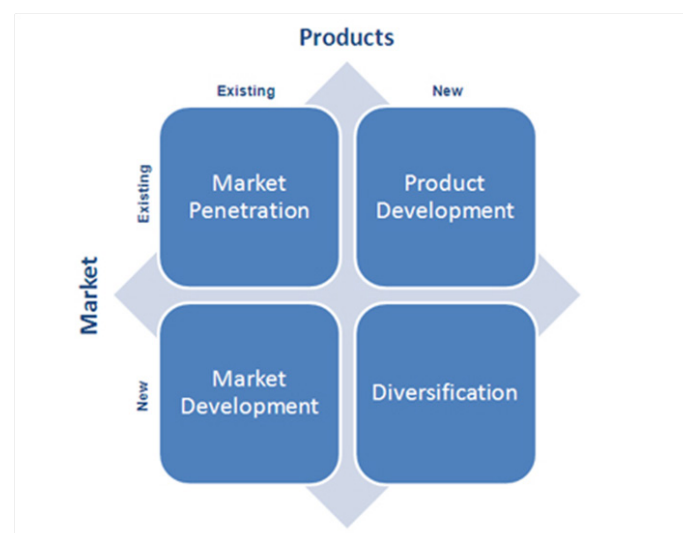 Products
Existing
New
Existing
Market
Penetration
Product
Development
Market
New
Market
Development
Diversification